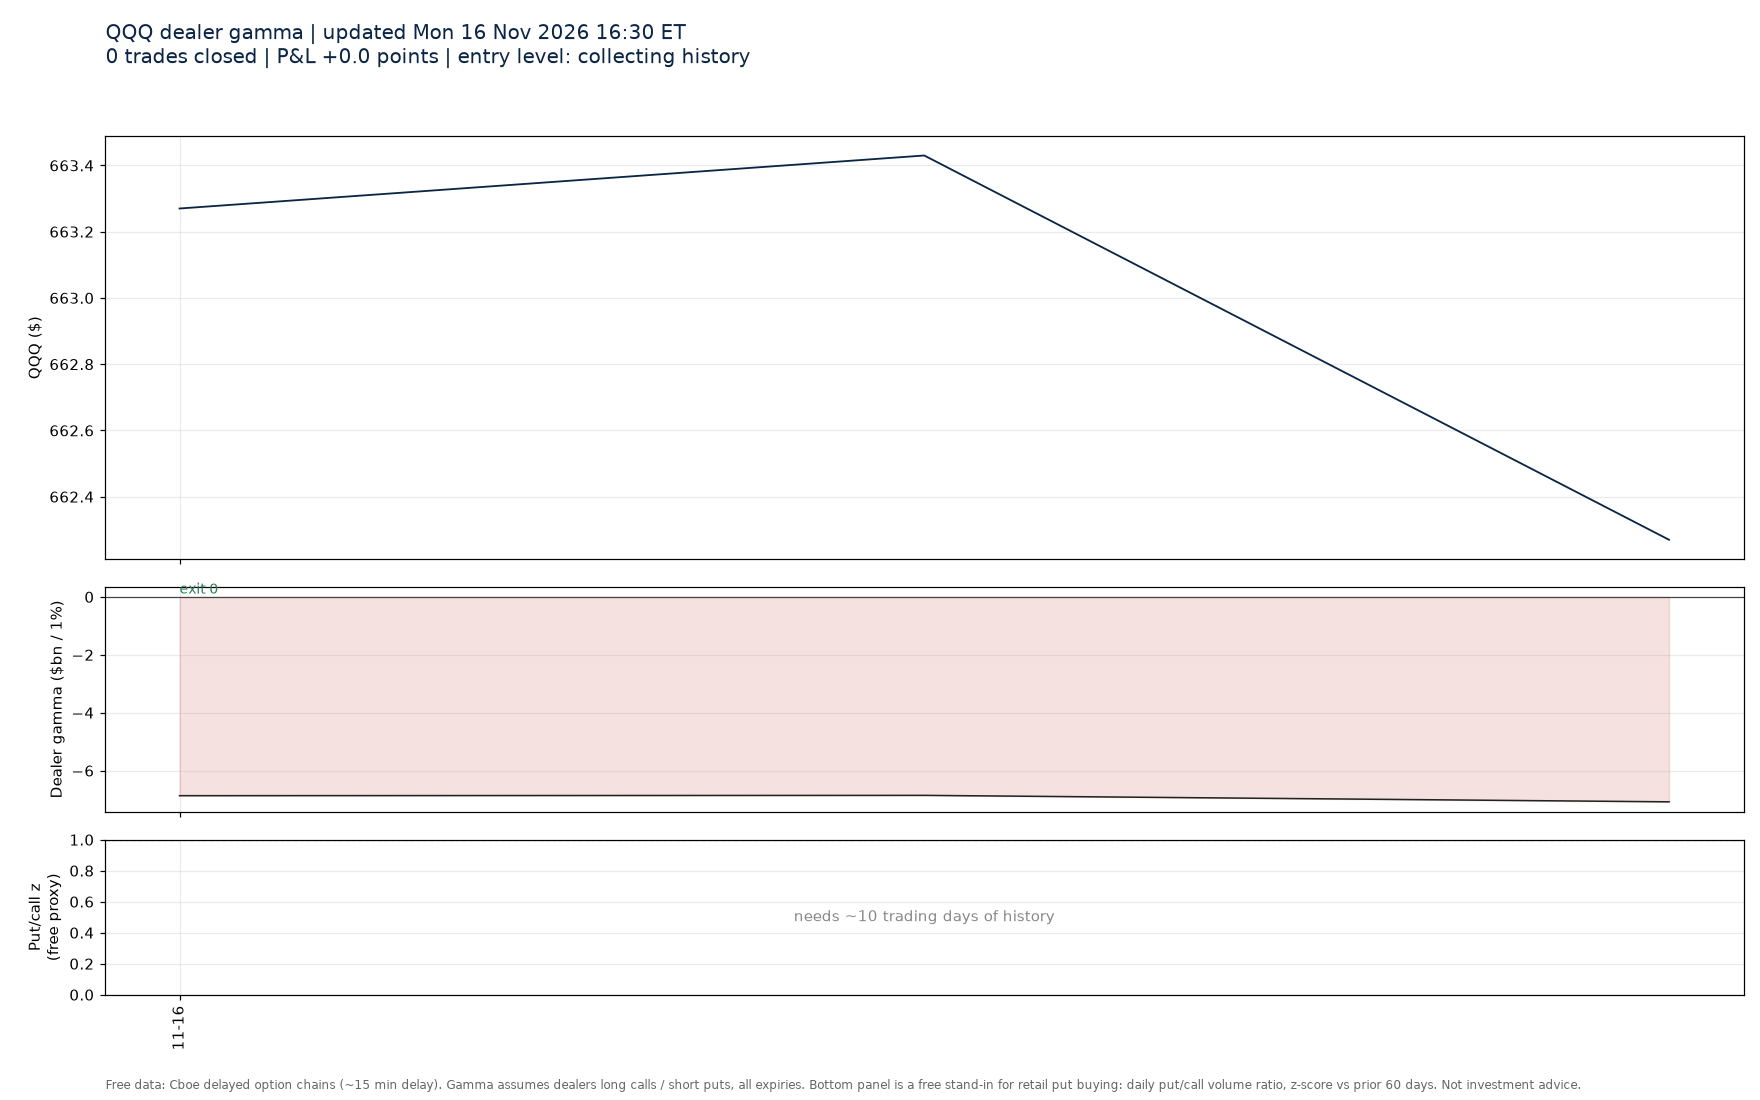 QQQ dealer gamma | updated Mon 16 Nov 2026 16:30 ET
0 trades closed | P&L +0.0 points | entry level: collecting history
663.4
663.2
663.0
662.8
662.6
662.4
QQQ ($)
exit 0
0
−2
−4
−6
Dealer gamma ($bn / 1%)
1.0
0.8
0.6
0.4
0.2
0.0
Put/call z
(free proxy)
needs ~10 trading days of history
11-16
Free data: Cboe delayed option chains (~15 min delay). Gamma assumes dealers long calls / short puts, all expiries. Bottom panel is a free stand-in for retail put buying: daily put/call volume ratio, z-score vs prior 60 days. Not investment advice.